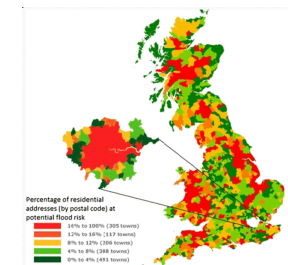 Percentage of residential
addresses (by postal code) at
potential flood risk
16% to 100% (305 towns)
12% to 16% (117 towns)
8% to 12% (206 towns)
4% to 8% (388 towns)
0% to 4% (491 towns)